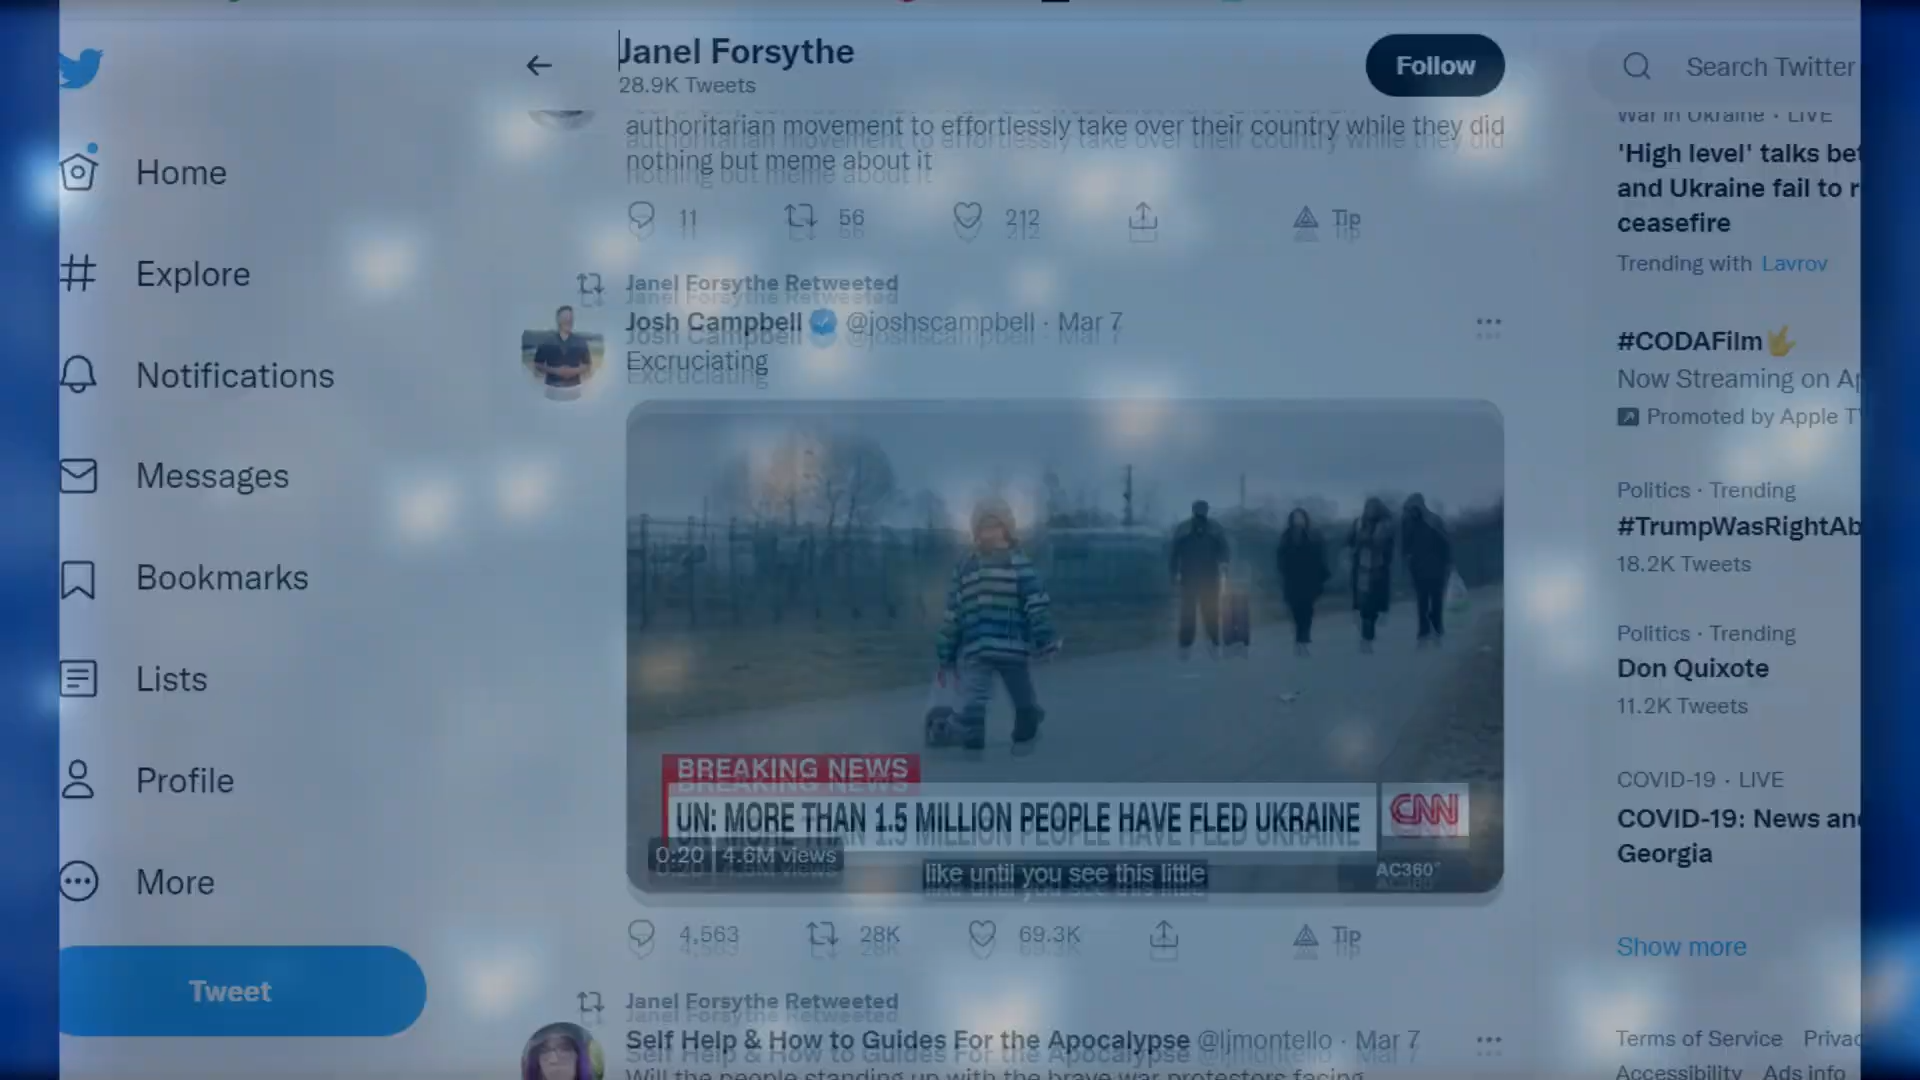 Janel Forsythe
28.9K Tweets
Follow
Search Twitter
authoritarian movement to effortlessly take over their country while they did
nothing but meme about it
11
56
212
Tip
Janel Forsythe Retweeted
Josh Campbell @joshscampbell · Mar 7
Excruciating
BREAKING NEWS
UN: MORE THAN 1.5 MILLION PEOPLE HAVE FLED UKRAINE
CNN
0:20 4.6M views
like until you see this little
AC360°
4,563
28K
69.3K
Tip
Janel Forsythe Retweeted
Self Help & How to Guides For the Apocalypse @ljmontello · Mar 7
Will the people standing up with the brave war protestors facing
Home
Explore
Notifications
Messages
Bookmarks
Lists
Profile
More
Tweet
War in Ukraine · LIVE
'High level' talks
and Ukraine fail to
ceasefire
Trending with Lavrov
#CODAFilm
Now Streaming on
Promoted by Apple
Politics · Trending
#TrumpWasRightAb
18.2K Tweets
Politics · Trending
Don Quixote
11.2K Tweets
COVID-19 · LIVE
COVID-19: News
Georgia
Show more
Terms of Service Privac
Accessibility Ads info